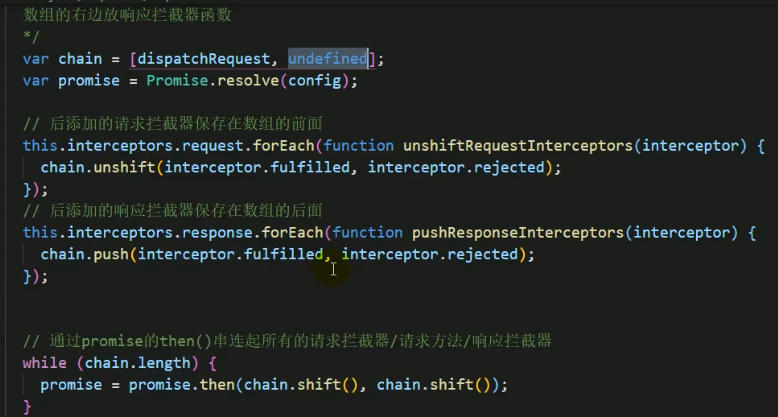 数组的右边放响应拦截器函数
*/
var chain = [dispatchRequest, undefined];
var promise = Promise.resolve(config);
// 后添加的请求拦截器保存在数组的前面
this.interceptors.request.forEach(function unshiftRequestInterceptors(interceptor) {
chain.unshift(interceptor.fulfilled, interceptor.rejected);
});
// 后添加的响应拦截器保存在数组的后面
this.interceptors.response.forEach(function pushResponseInterceptors(interceptor) {
chain.push(interceptor.fulfilled, interceptor.rejected);
});
// 通过promise的then()串连起所有的请求拦截器/请求方法/响应拦截器
while (chain.length) {
promise = promise.then(chain.shift(), chain.shift());
}